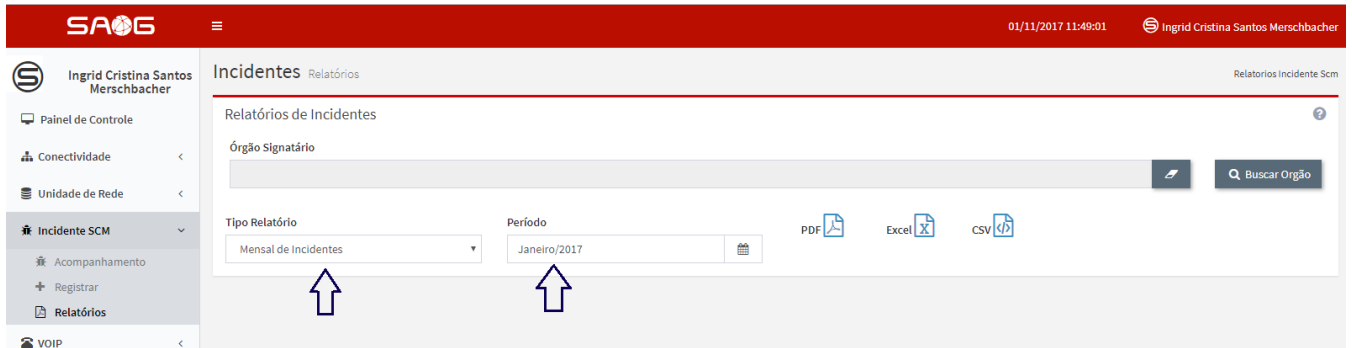 SAOG
01/11/2017 11:49:01
Ingrid Cristina Santos Merschbacher
Ingrid Cristina Santos
Merschbacher
Painel de Controle
Conectividade
Unidade de Rede
Incidente SCM
Acompanhamento
Registrar
Relatórios
VOIP
Incidentes Relatórios
Relatorios Incidente Scm
Relatórios de Incidentes
Órgão Signatário
Buscar Orgão
Tipo Relatório
Mensal de Incidentes
Período
Janeiro/2017
PDF
Excel
CSV